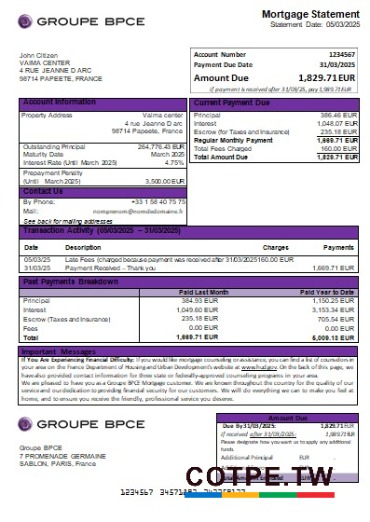 GROUPE BPCE
Mortgage Statement
Statement Date: 05/03/2025
John Citizen
VAIMA CENTER
4 RUE JEANNE D ARC
98714 PAPEETE, FRANCE
Account Number 1234567
Payment Due Date 31/03/2025
Amount Due 1,829.71EUR
If payment is received after 31/03/25, pay 1,989.71EUR
Account Information
Property Address Vaima center
4 rue Jeanne D arc
98714 Papeete, France
Outstanding Principal 264,776.43 EUR
Maturity Date March 2025
Interest Rate (Until March 2025) 4.75%
Prepayment Penalty
(Until March 2025) 3,500.00 EUR
Contact Us
By Phone: +33 1 58 40 75 75
Mail: nomprenom@nomdedomaine.fr
See back for mailing addresses
Current Payment Due
Principal 386.46 EUR
Interest 1,048.07 EUR
Escrow (for Taxes and Insurance) 235.18 EUR
Regular Monthly Payment 1,669.71 EUR
Total Fees Charged 160.00 EUR
Total Amount Due 1,829.71 EUR
Transaction Activity (05/03/2025 – 31/03/2025)
Date Description Charges Payments
05/03/25 Late Fees (charged because payment was received after 31/03/2025)160.00 EUR
31/03/25 Payment Received – Thank you 1,669.71 EUR
Past Payments Breakdown
Paid Last Month Paid Year to Date
Principal 384.93 EUR 1,150.25 EUR
Interest 1,049.60 EUR 3,153.34 EUR
Escrow (Taxes and Insurance) 235.18 EUR 705.54 EUR
Fees 0.00 EUR 0.00 EUR
Total 1,669.71 EUR 5,009.13 EUR
Important Messages
If You Are Experiencing Financial Difficulty: If you would like mortgage counseling or assistance, you can find a list of counselors in
your area on the France Department of Housing and Urban Development's website at www.hud.gov. On the back of this page, we
have also provided contact information for three state or federally-approved counseling programs in your area.
We are pleased to have you as a Groupe BPCE Mortgage customer. We are known throughout the country for the quality of our
service and our dedication to providing financial security for our customers. We will do everything we can to make you feel at
home, and to ensure you receive the friendly, professional service you deserve.
GROUPE BPCE
Groupe BPCE
7 PROMENADE GERMAINE
SABLON, PARIS, France
Amount Due
Due By 31/03/2025: 1,829.71 EUR
If received after 31/03/2025: 1,989.71EUR
Please designate how you want us to apply any additional
funds.
Additional Principal EUR
COTPE.TW